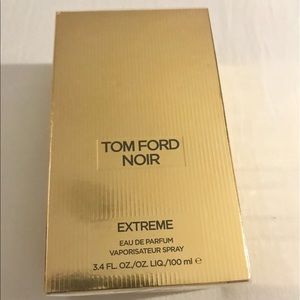 TOM FORD
NOIR
EXTREME
EAU DE PARFUM
VAPORISATEUR SPRAY
3.4 FL. OZ./OZ. LIQ./100 ml ℮